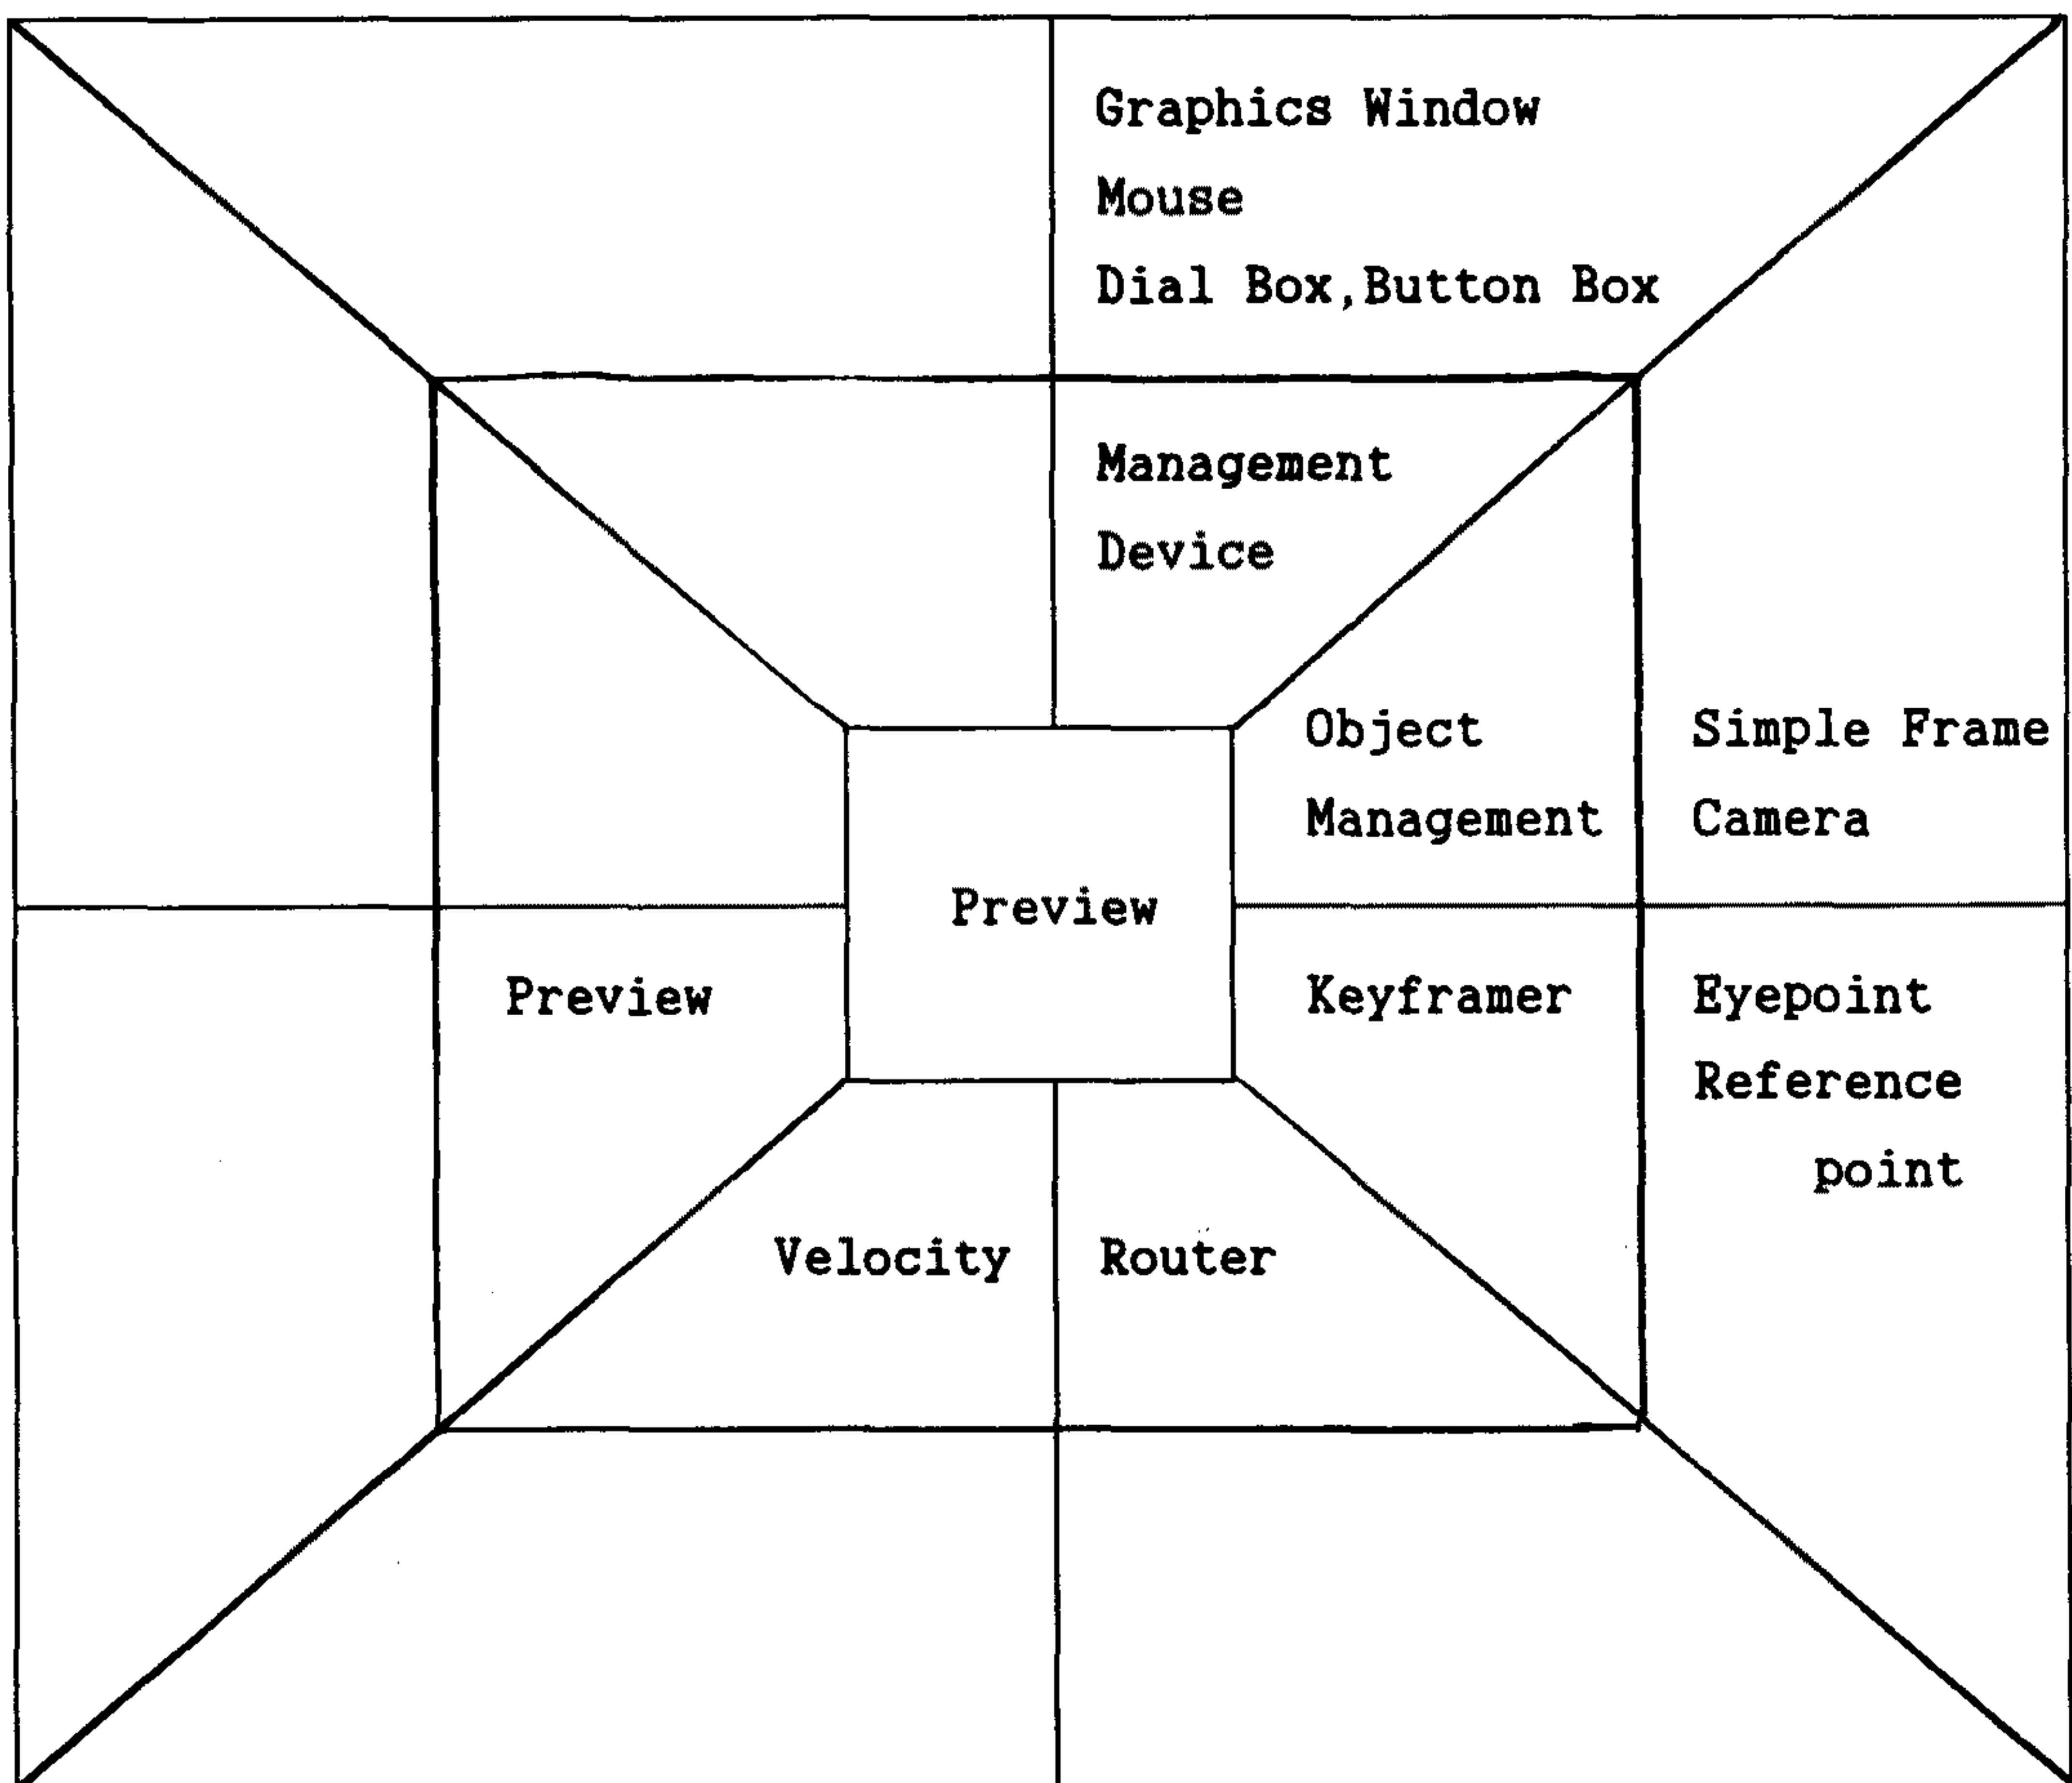 Graphics Window
Mouse
Dial Box,Button Box
Management
Device
Object
Management
Simple Frame
Camera
Preview
Preview
Keyframer
Eyepoint
Reference
point
Velocity
Router